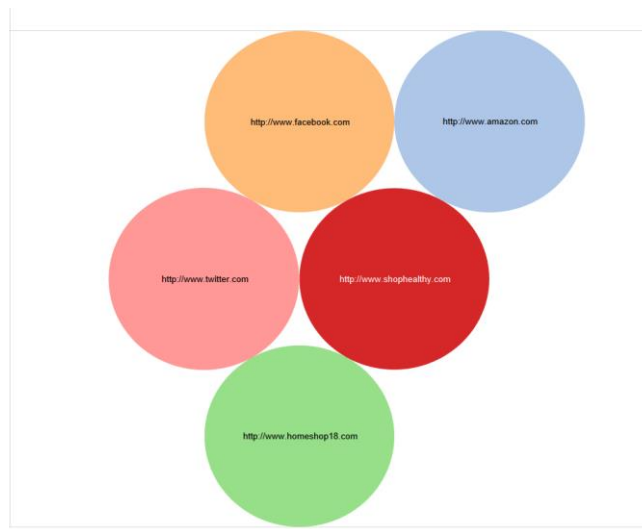 http://www.facebook.com
http://www.amazon.com
http://www.twitter.com
http://www.shophealthy.com
http://www.homeshop18.com